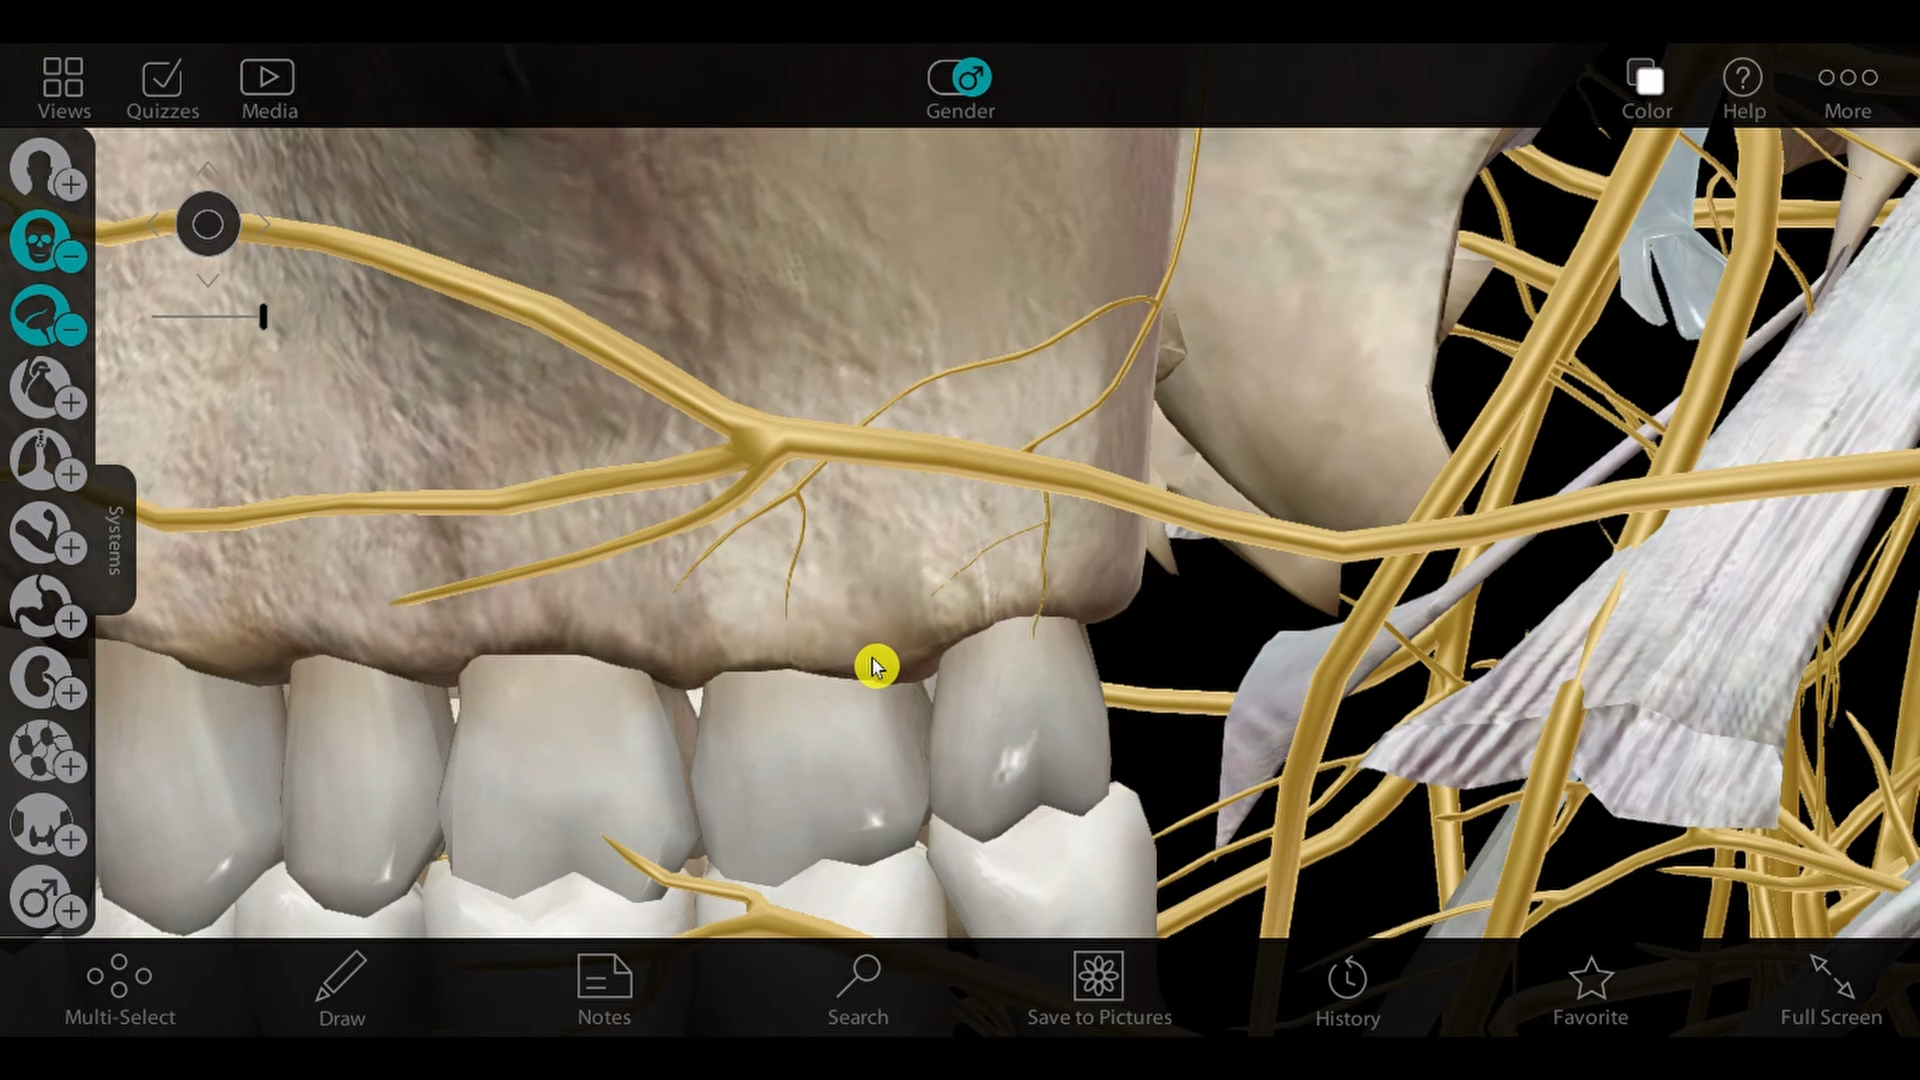 Views
Quizzes
Media
Gender
Color
Help
More
Systems
Multi-Select
Draw
Notes
Search
Save to Pictures
History
Favorite
Full Screen